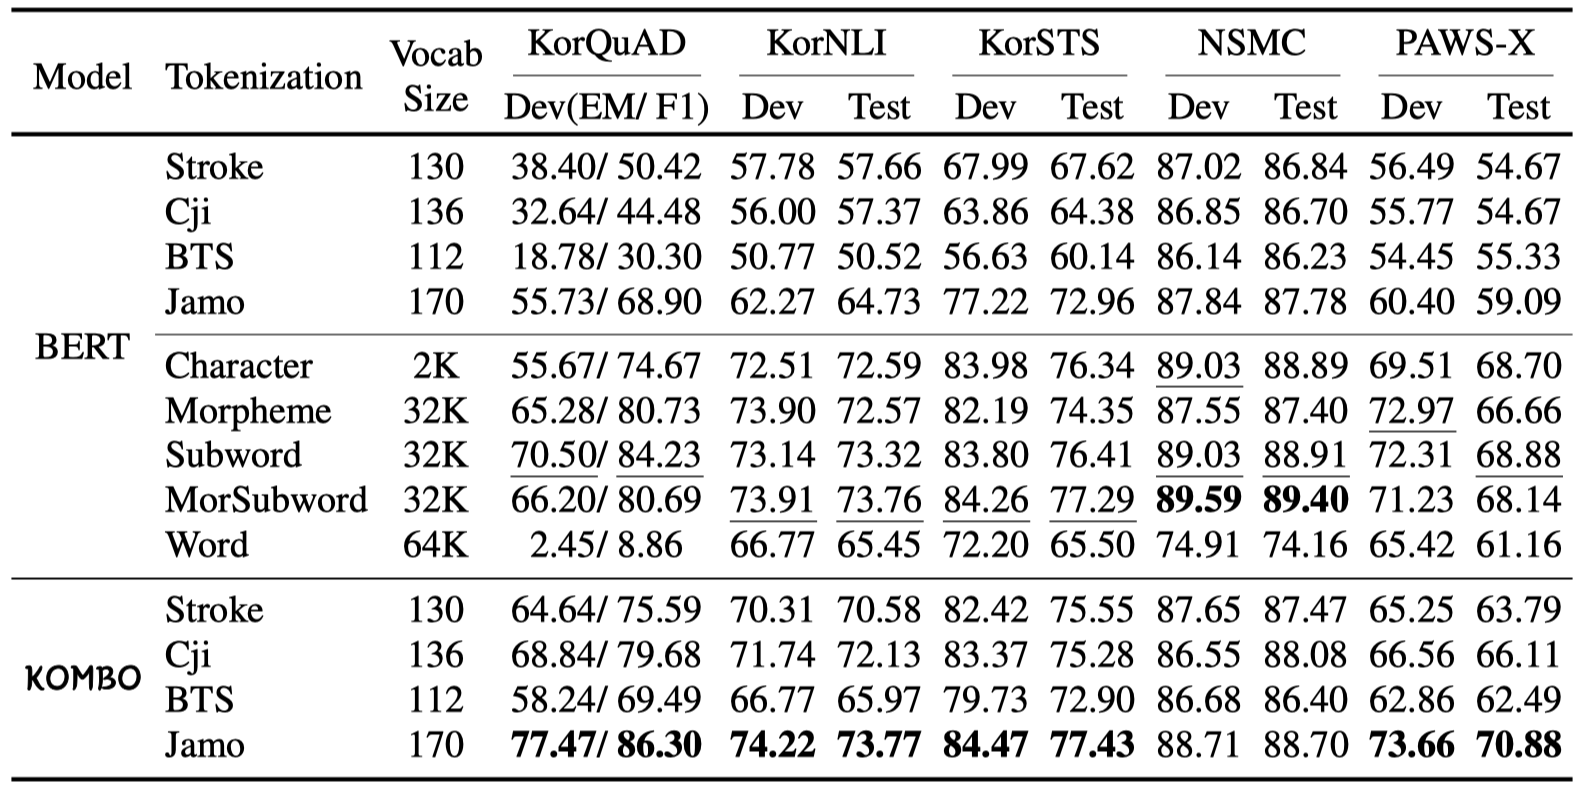 Model Tokenization Vocab Size KorQuAD KorNLI KorSTS NSMC PAWS-X
Dev(EM/ F1) Dev Test Dev Test Dev Test Dev Test
BERT
Stroke 130 38.40/ 50.42 57.78 57.66 67.99 67.62 87.02 86.84 56.49 54.67
Cji 136 32.64/ 44.48 56.00 57.37 63.86 64.38 86.85 86.70 55.77 54.67
BTS 112 18.78/ 30.30 50.77 50.52 56.63 60.14 86.14 86.23 54.45 55.33
Jamo 170 55.73/ 68.90 62.27 64.73 77.22 72.96 87.84 87.78 60.40 59.09
Character 2K 55.67/ 74.67 72.51 72.59 83.98 76.34 89.03 88.89 69.51 68.70
Morpheme 32K 65.28/ 80.73 73.90 72.57 82.19 74.35 87.55 87.40 72.97 66.66
Subword 32K 70.50/ 84.23 73.14 73.32 83.80 76.41 89.03 88.91 72.31 68.88
MorSubword 32K 66.20/ 80.69 73.91 73.76 84.26 77.29 89.59 89.40 71.23 68.14
Word 64K 2.45/ 8.86 66.77 65.45 72.20 65.50 74.91 74.16 65.42 61.16
KOMBO
Stroke 130 64.64/ 75.59 70.31 70.58 82.42 75.55 87.65 87.47 65.25 63.79
Cji 136 68.84/ 79.68 71.74 72.13 83.37 75.28 86.55 88.08 66.56 66.11
BTS 112 58.24/ 69.49 66.77 65.97 79.73 72.90 86.68 86.40 62.86 62.49
Jamo 170 77.47/ 86.30 74.22 73.77 84.47 77.43 88.71 88.70 73.66 70.88